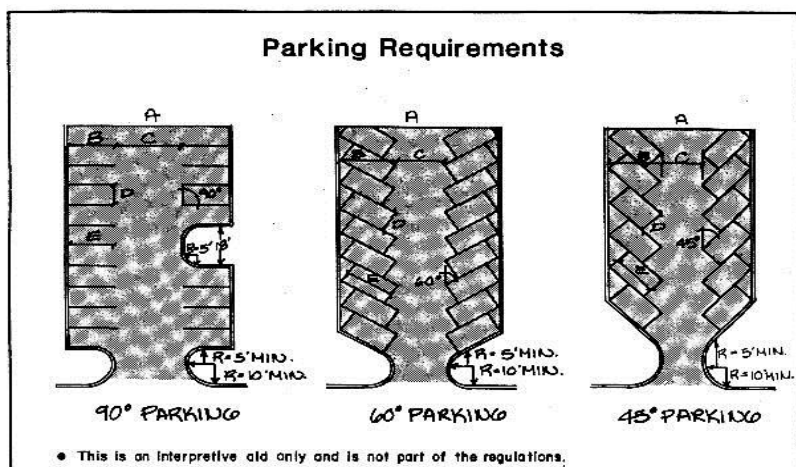 Parking Requirements
A
B C
D
90°
E
R=5' 18'
R=5' MIN.
R=10' MIN.
90° PARKING
A
B C
D
E
60°
R=5' MIN.
R=10' MIN.
60° PARKING
A
B C
D
45°
E
R=5' MIN.
R=10' MIN.
45° PARKING
• This is an interpretive aid only and is not part of the regulations.